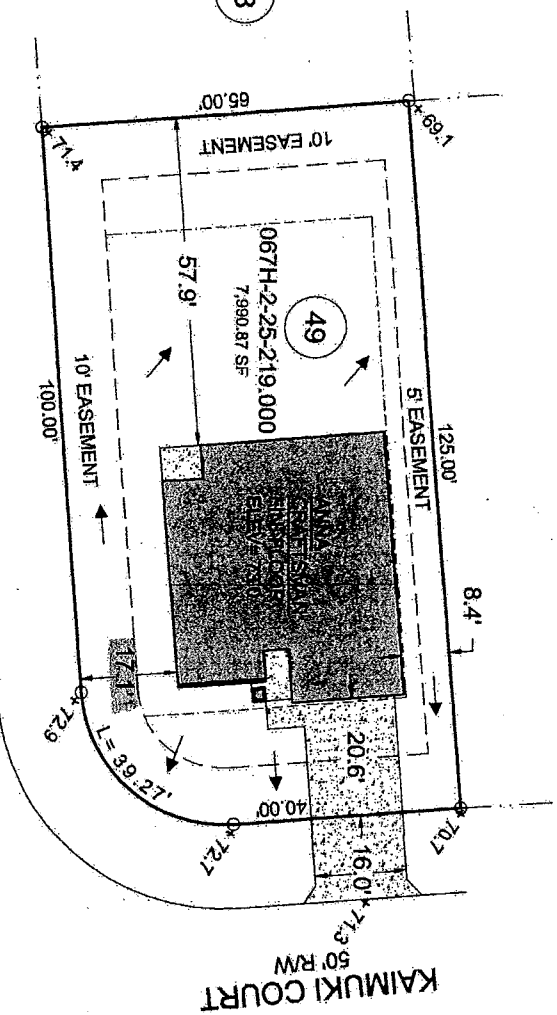 65.00'
69.1
71.4
10' EASEMENT
067H-2-25-219.000
7,990.87 SF
49
57.9'
10' EASEMENT
100.00'
5' EASEMENT
125.00'
8.4'
CRAFTSMAN
17.1'
72.9
L= 39.27'
40.00'
72.7
20.6'
16.0'
70.7
71.3
50' R/W
KAIMUKI COURT